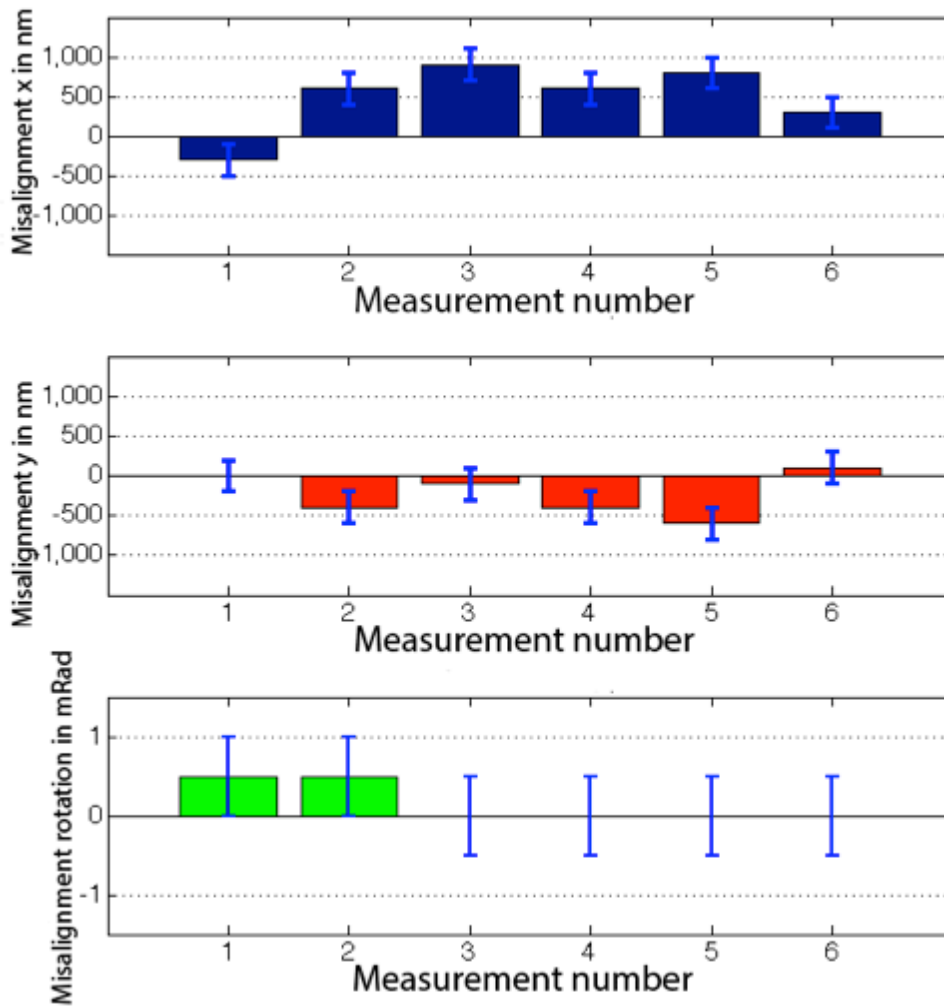 Misalignment x in nm
1,000
500
0
-500
-1,000
1 2 3 4 5 6
Measurement number
Misalignment y in nm
1,000
500
0
-500
-1,000
1 2 3 4 5 6
Measurement number
Misalignment rotation in mRad
1
0
-1
1 2 3 4 5 6
Measurement number